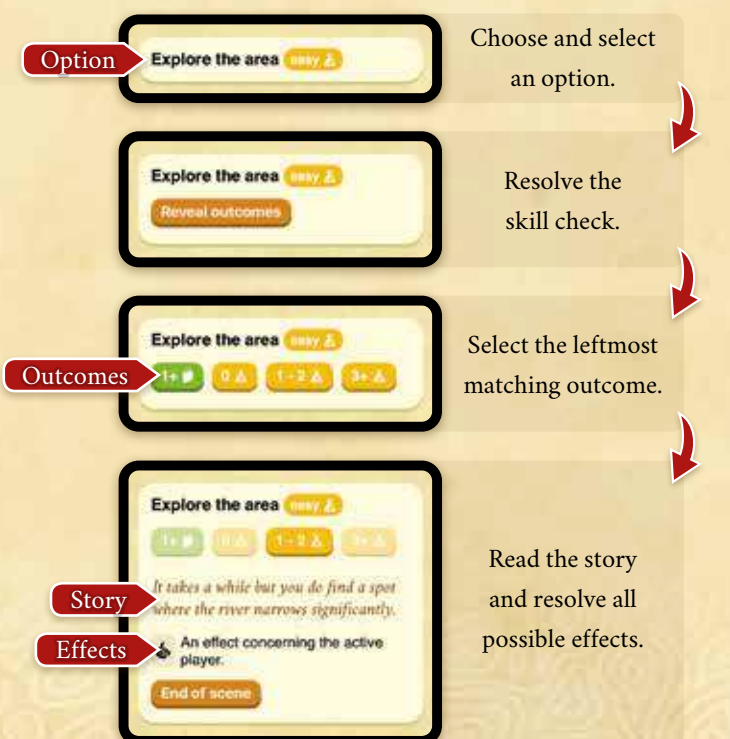 Option
Explore the area easy
Choose and select
an option.
Explore the area easy
Reveal outcomes
Resolve the
skill check.
Explore the area easy
Outcomes
1+ 0 1 - 2 3+
Select the leftmost
matching outcome.
Explore the area easy
1+ 0 1 - 2 3+
Story
It takes a while but you do find a spot
where the river narrows significantly.
Effects
An effect concerning the active
player.
End of scene
Read the story
and resolve all
possible effects.